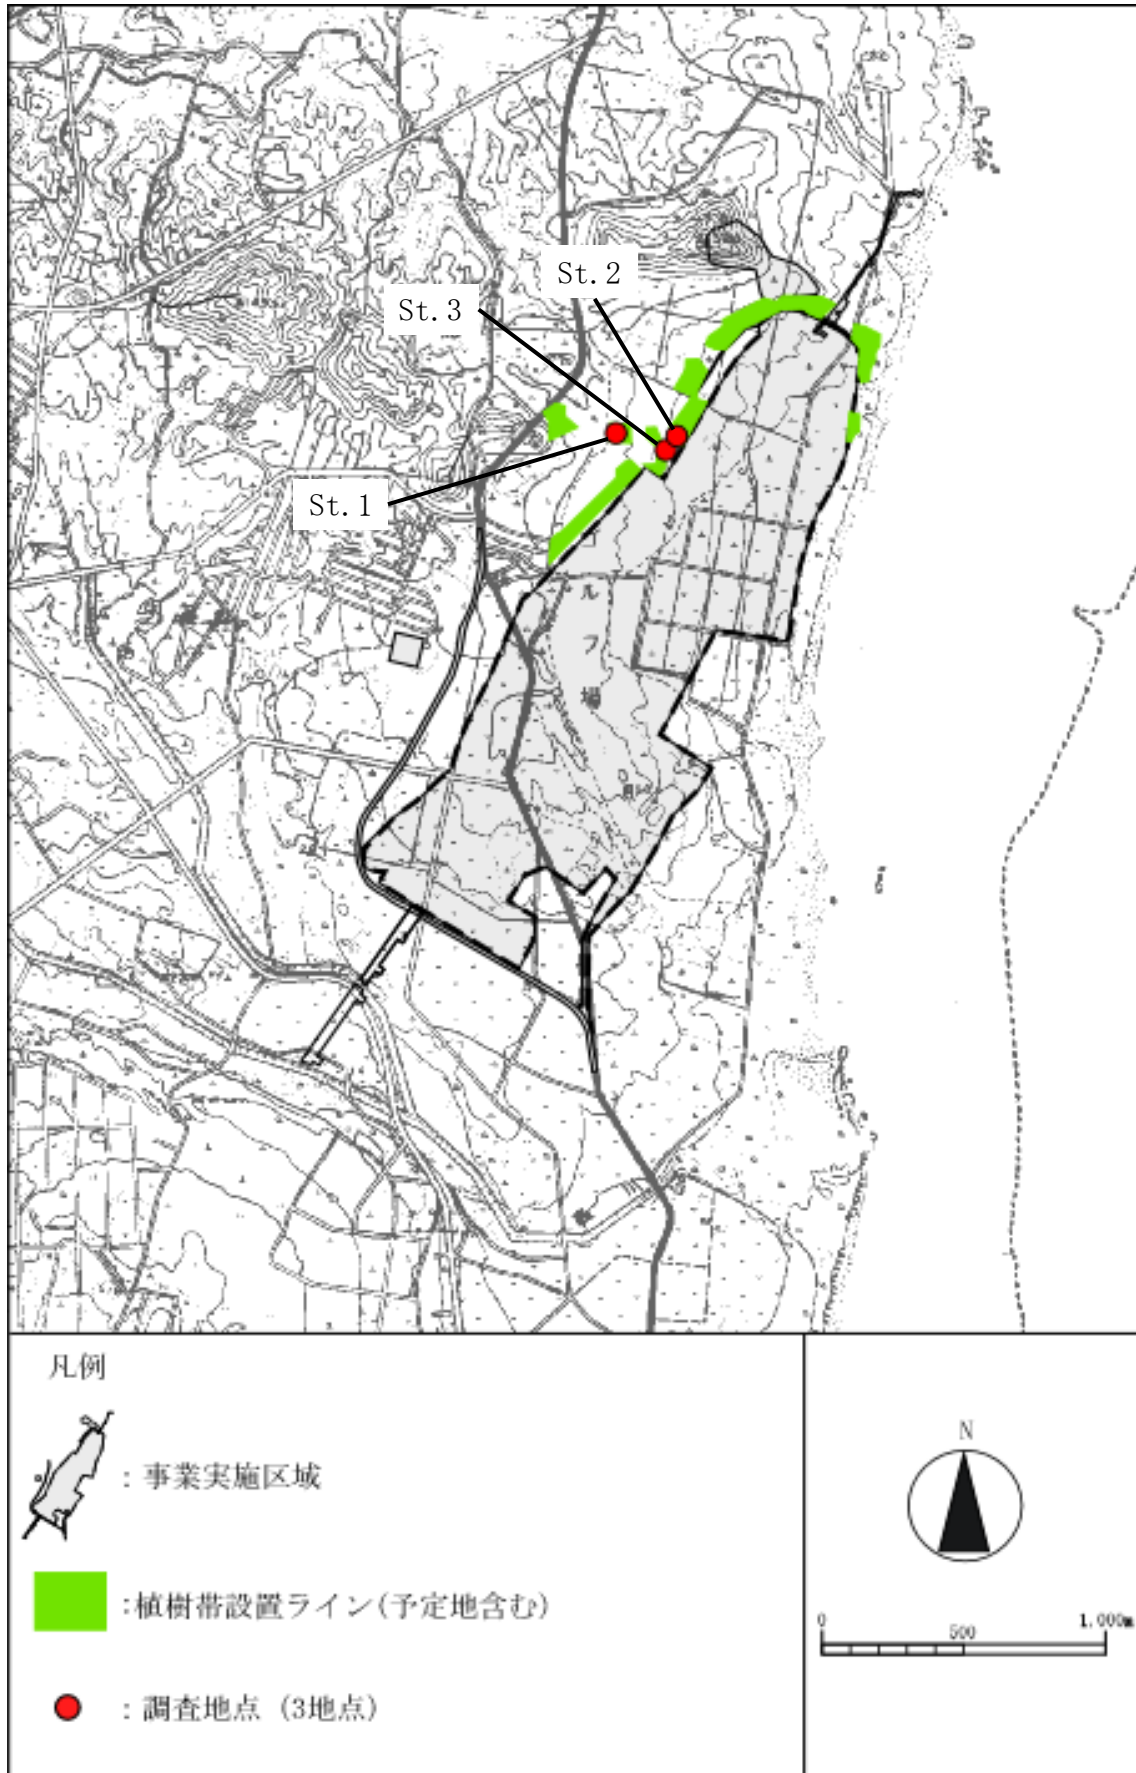 St.2
St.3
St.1
ゴルフ場
凡例
：事業実施区域
：植樹帯設置ライン(予定地含む)
：調査地点（3地点）
N
0 500 1,000m